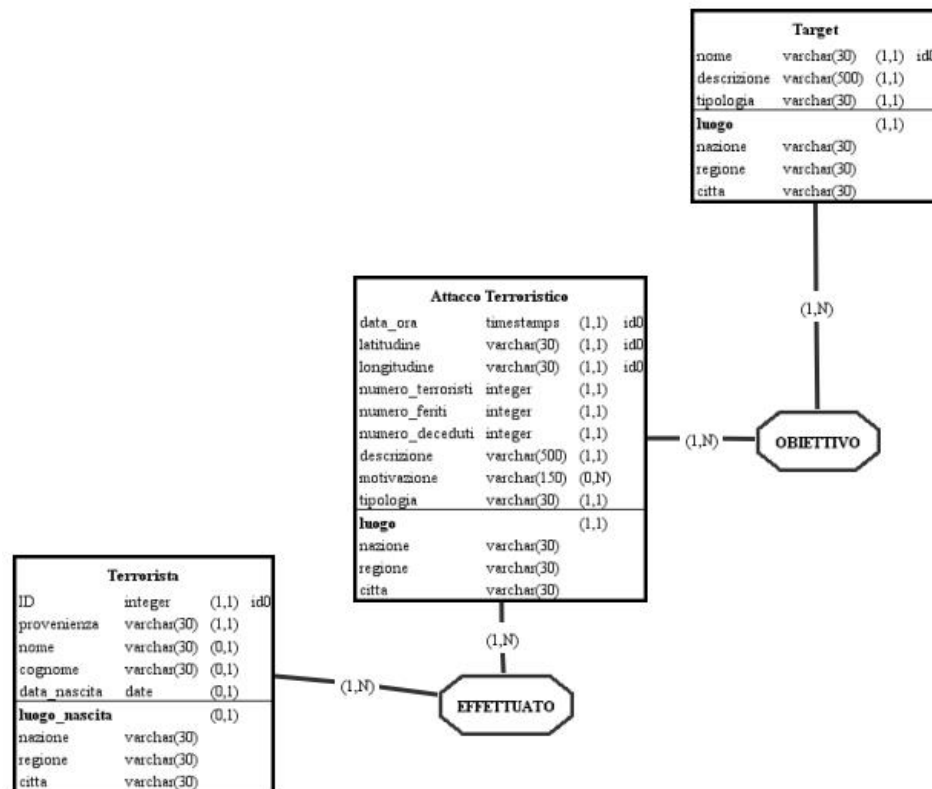 Target
nome varchar(30) (1,1) id0
descrizione varchar(500) (1,1)
tipologia varchar(30) (1,1)
luogo (1,1)
nazione varchar(30)
regione varchar(30)
citta varchar(30)
(1,N)
Attacco Terroristico
data_ora timestamps (1,1) id0
latitudine varchar(30) (1,1) id0
longitudine varchar(30) (1,1) id0
numero_terroristi integer (1,1)
numero_feriti integer (1,1)
numero_deceduti integer (1,1)
descrizione varchar(500) (1,1)
motivazione varchar(150) (0,N)
tipologia varchar(30) (1,1)
luogo (1,1)
nazione varchar(30)
regione varchar(30)
citta varchar(30)
(1,N)
OBIETTIVO
(1,N)
Terrorista
ID integer (1,1) id0
provenienza varchar(30) (1,1)
nome varchar(30) (0,1)
cognome varchar(30) (0,1)
data_nascita date (0,1)
luogo_nascita (0,1)
nazione varchar(30)
regione varchar(30)
citta varchar(30)
(1,N)
EFFETTUATO